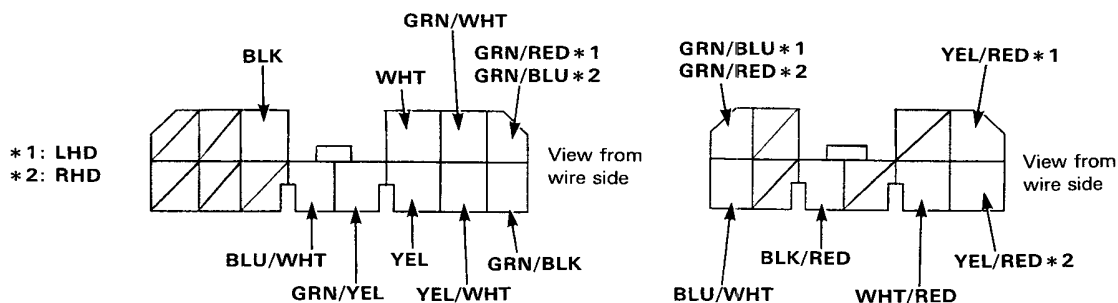 GRN/WHT
GRN/RED*1
GRN/BLU*2
BLK
WHT
GRN/BLU*1
GRN/RED*2
YEL/RED*1
*1: LHD
*2: RHD
View from
wire side
View from
wire side
BLU/WHT
YEL
GRN/BLK
GRN/YEL
YEL/WHT
BLK/RED
YEL/RED*2
BLU/WHT
WHT/RED